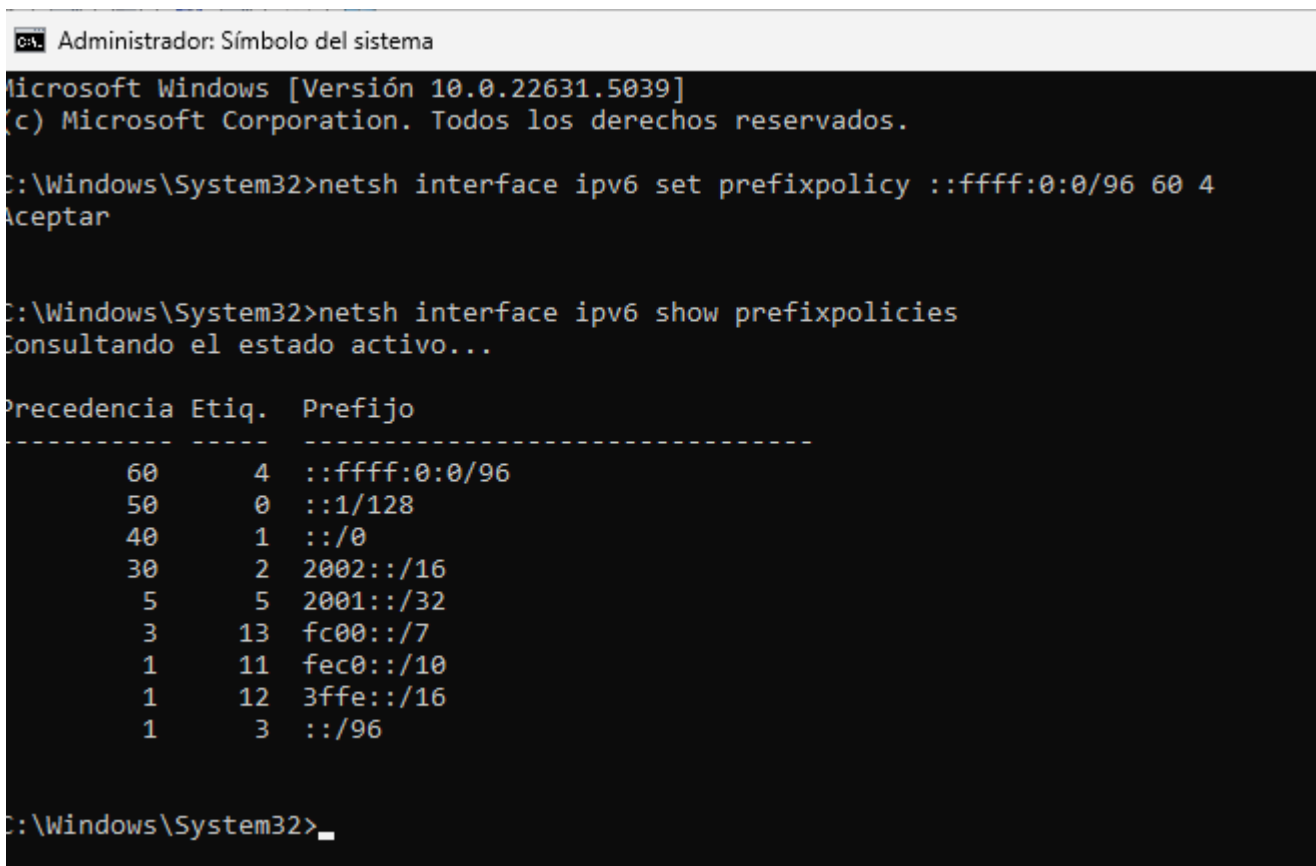 Administrador: Símbolo del sistema
Microsoft Windows [Versión 10.0.22631.5039]
(c) Microsoft Corporation. Todos los derechos reservados.
C:\Windows\System32>netsh interface ipv6 set prefixpolicy ::ffff:0:0/96 60 4
Aceptar
C:\Windows\System32>netsh interface ipv6 show prefixpolicies
Consultando el estado activo...
Precedencia Etiq.  Prefijo
----------- -----  --------------------------------
60      4  ::ffff:0:0/96
50      0  ::1/128
40      1  ::/0
30      2  2002::/16
5      5  2001::/32
3     13  fc00::/7
1     11  fec0::/10
1     12  3ffe::/16
1      3  ::/96
C:\Windows\System32>